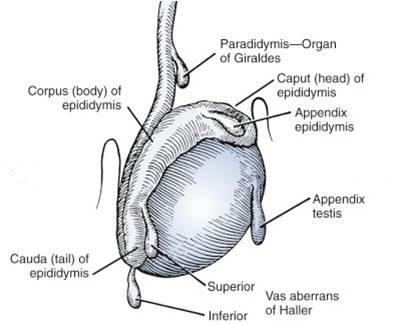 Paradidymis—Organ
of Giraldes
Caput (head) of
epididymis
Corpus (body) of
epididymis
Appendix
epididymis
Appendix
testis
Cauda (tail) of
epididymis
Superior
Vas aberrans
of Haller
Inferior